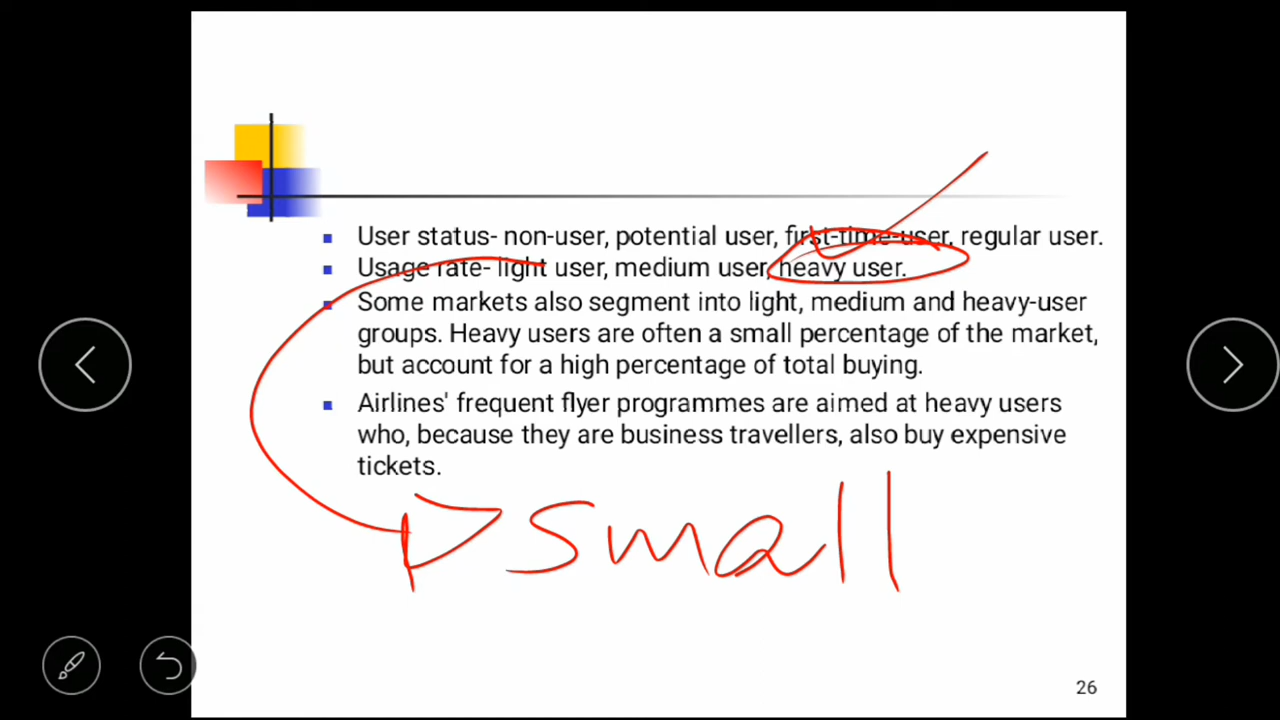 User status- non-user, potential user, first-time-user, regular user.
Usage rate- light user, medium user, heavy user.
Some markets also segment into light, medium and heavy-user
groups. Heavy users are often a small percentage of the market,
but account for a high percentage of total buying.
Airlines' frequent flyer programmes are aimed at heavy users
who, because they are business travellers, also buy expensive
tickets.
small
26